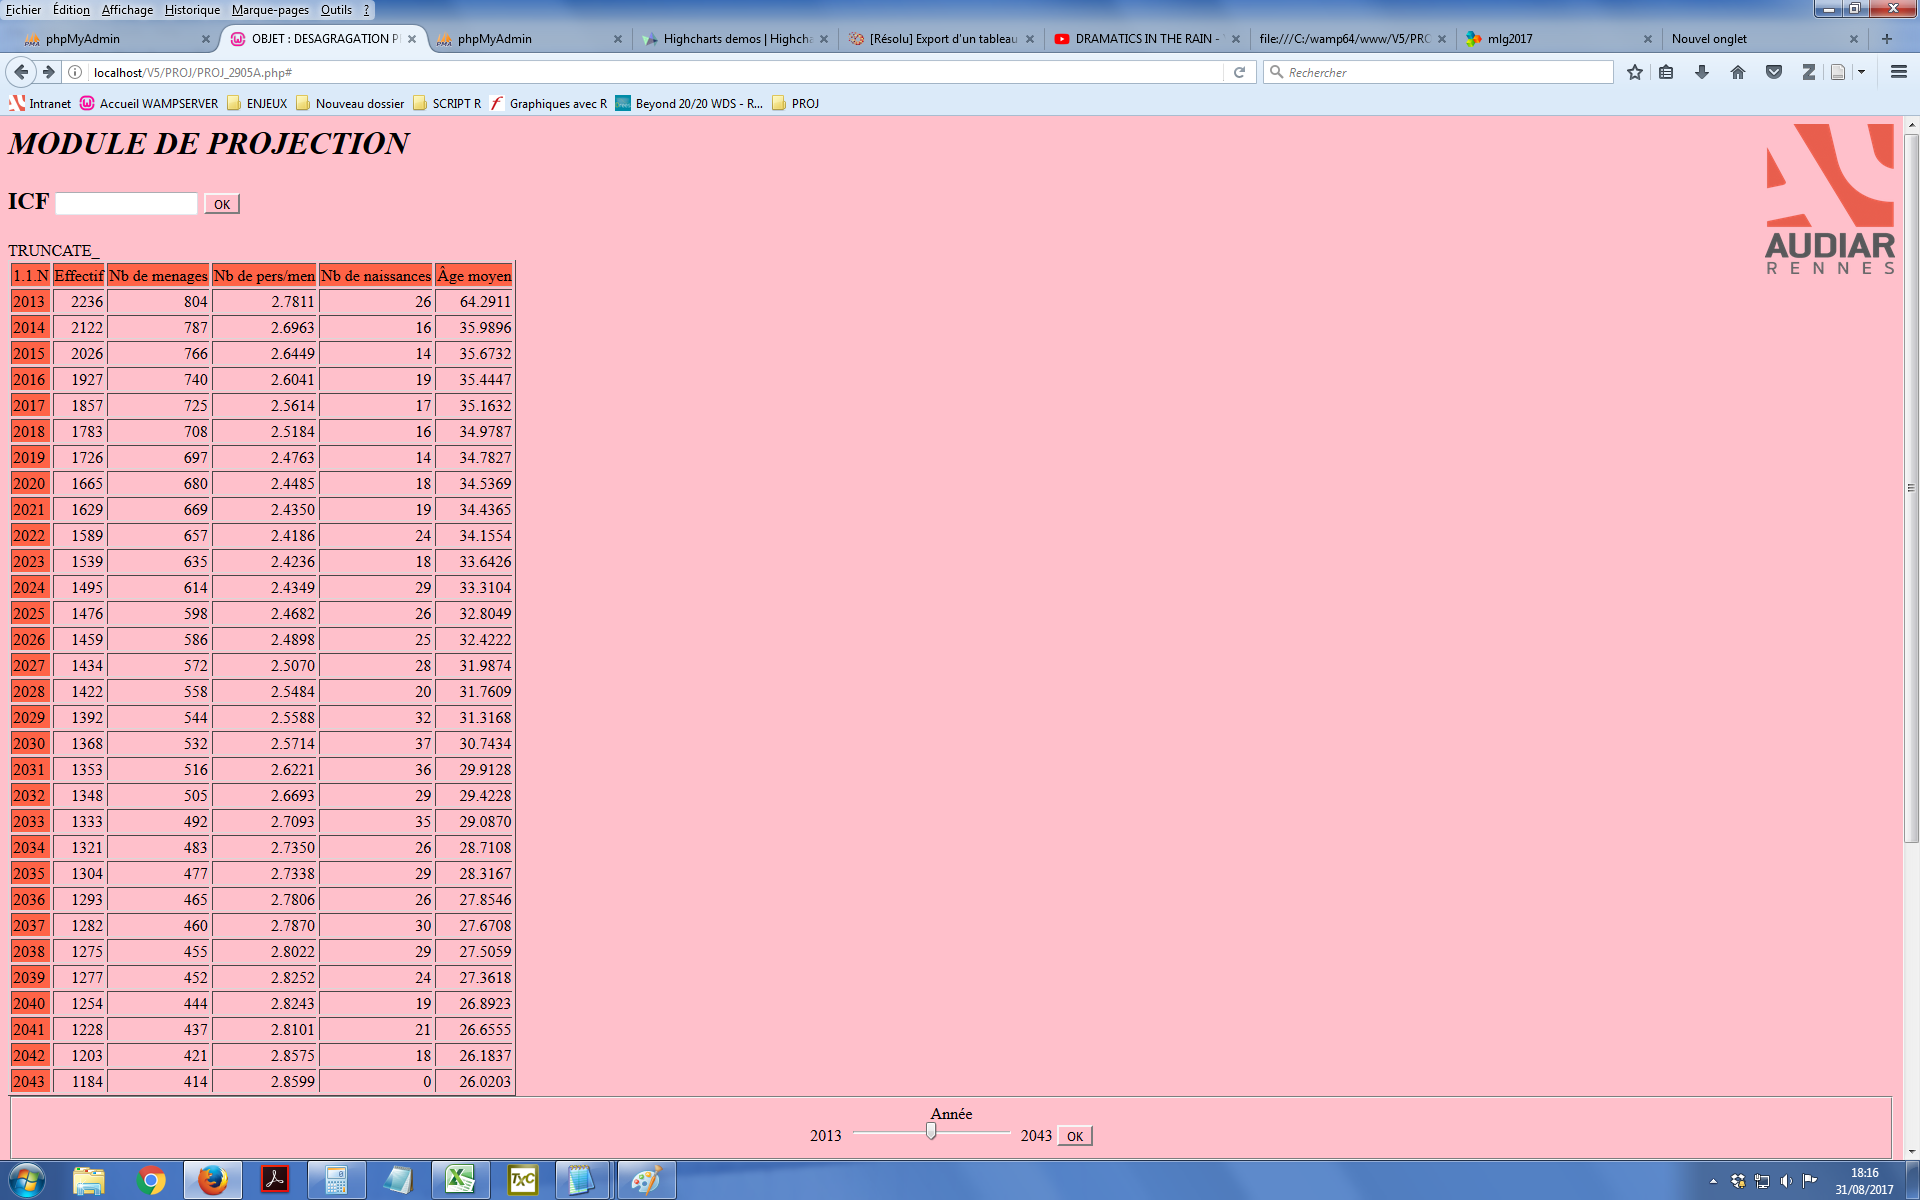 Fichier Édition Affichage Historique Marque-pages Outils ?
phpMyAdmin OBJET : DESAGRAGATION P phpMyAdmin Highcharts demos | Highcha [Résolu] Export d'un tableau DRAMATICS IN THE RAIN - file:///C:/wamp64/www/V5/PRO mlg2017 Nouvel onglet
localhost/V5/PROJ/PROJ_2905A.php# Rechercher
Intranet Accueil WAMPSERVER ENJEUX Nouveau dossier SCRIPT R Graphiques avec R Beyond 20/20 WDS - R... PROJ
MODULE DE PROJECTION
AUDIAR
RENNES
ICF OK
TRUNCATE_
1.1.N Effectif Nb de menages Nb de pers/men Nb de naissances Âge moyen
2013 2236 804 2.7811 26 64.2911
2014 2122 787 2.6963 16 35.9896
2015 2026 766 2.6449 14 35.6732
2016 1927 740 2.6041 19 35.4447
2017 1857 725 2.5614 17 35.1632
2018 1783 708 2.5184 16 34.9787
2019 1726 697 2.4763 14 34.7827
2020 1665 680 2.4485 18 34.5369
2021 1629 669 2.4350 19 34.4365
2022 1589 657 2.4186 24 34.1554
2023 1539 635 2.4236 18 33.6426
2024 1495 614 2.4349 29 33.3104
2025 1476 598 2.4682 26 32.8049
2026 1459 586 2.4898 25 32.4222
2027 1434 572 2.5070 28 31.9874
2028 1422 558 2.5484 20 31.7609
2029 1392 544 2.5588 32 31.3168
2030 1368 532 2.5714 37 30.7434
2031 1353 516 2.6221 36 29.9128
2032 1348 505 2.6693 29 29.4228
2033 1333 492 2.7093 35 29.0870
2034 1321 483 2.7350 26 28.7108
2035 1304 477 2.7338 29 28.3167
2036 1293 465 2.7806 26 27.8546
2037 1282 460 2.7870 30 27.6708
2038 1275 455 2.8022 29 27.5059
2039 1277 452 2.8252 24 27.3618
2040 1254 444 2.8243 19 26.8923
2041 1228 437 2.8101 21 26.6555
2042 1203 421 2.8575 18 26.1837
2043 1184 414 2.8599 0 26.0203
Année
2013 2043 OK
18:16
31/08/2017